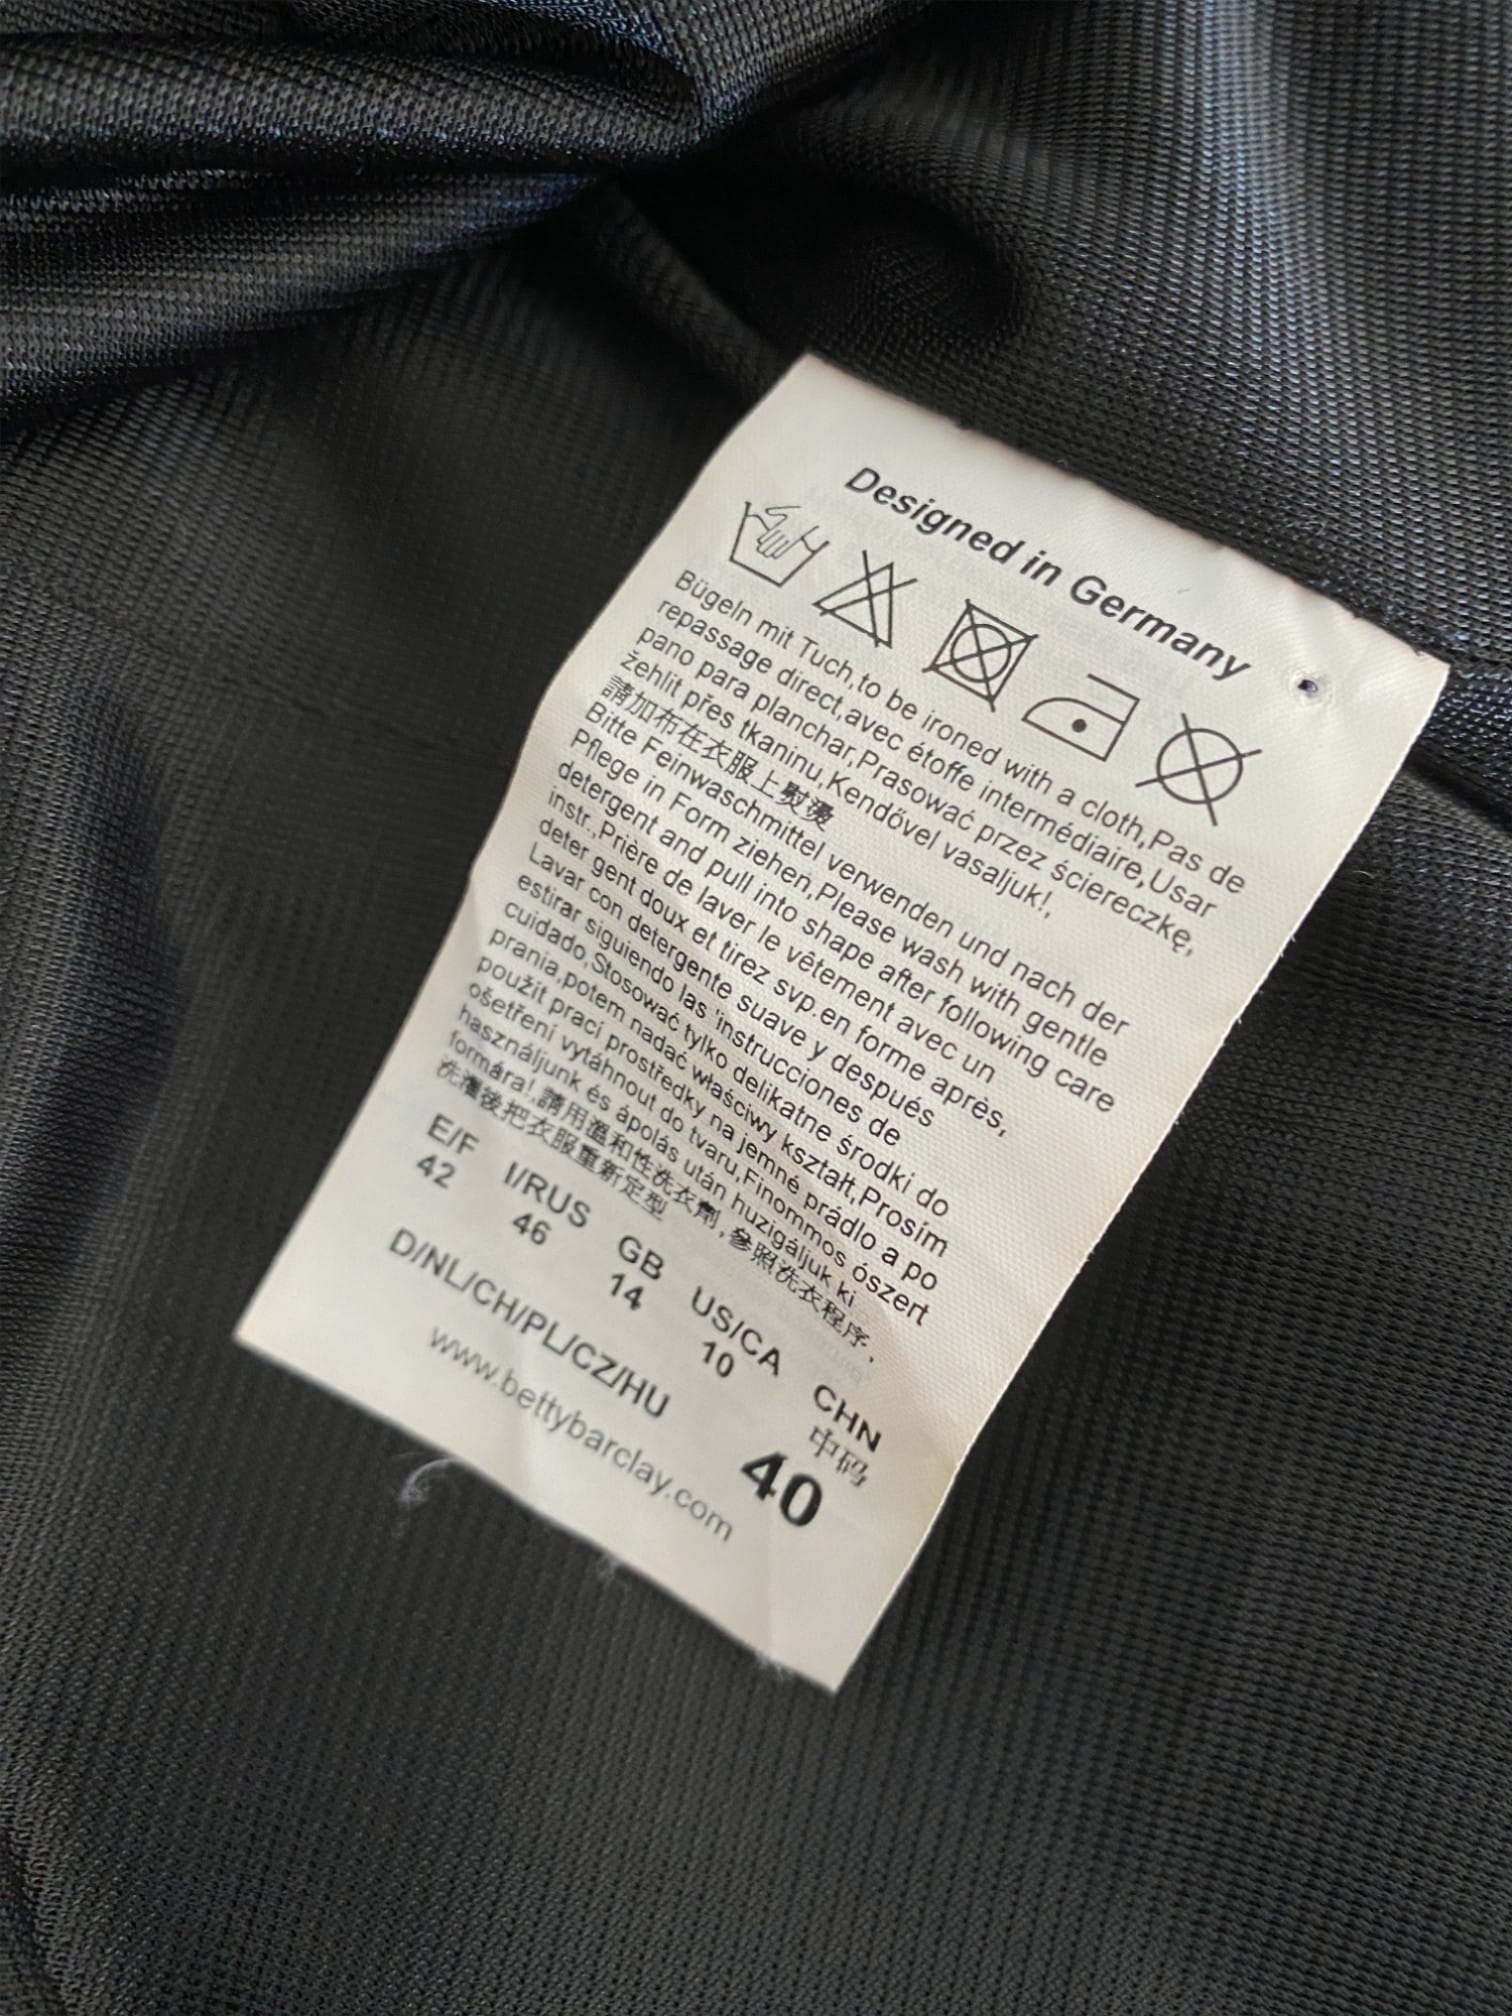 Designed in Germany
Bügeln mit Tuch,to be ironed with a cloth,Pas de
repassage direct,avec étoffe intermédiaire,Usar
pano para planchar,Prasować przez ściereczkę,
žehlit přes tkaninu,Kendővel vasaljuk!,
請加布在衣服上熨燙
Bitte Feinwaschmittel verwenden und nach der
Pflege in Form ziehen,Please wash with gentle
detergent and pull into shape after following care
instr.,Prière de laver le vêtement avec un
deter gent doux et tirez svp.en forme après,
Lavar con detergente suave y después
estirar siguiendo las 'instrucciones de
cuidado,Stosować tylko delikatne środki do
prania,potem nadać właściwy kształt,Prosím
použít prací prostředky na jemné prádlo a po
ošetření vytáhnout do tvaru,Finommos ószert
használjunk és ápolás után huzigáljuk ki
formára!,請用溫和性洗衣劑,參照洗衣程序,
洗滌後把衣服重新定型
E/F I/RUS GB US/CA CHN
42 46 14 10 中码
D/NL/CH/PL/CZ/HU 40
www.bettybarclay.com